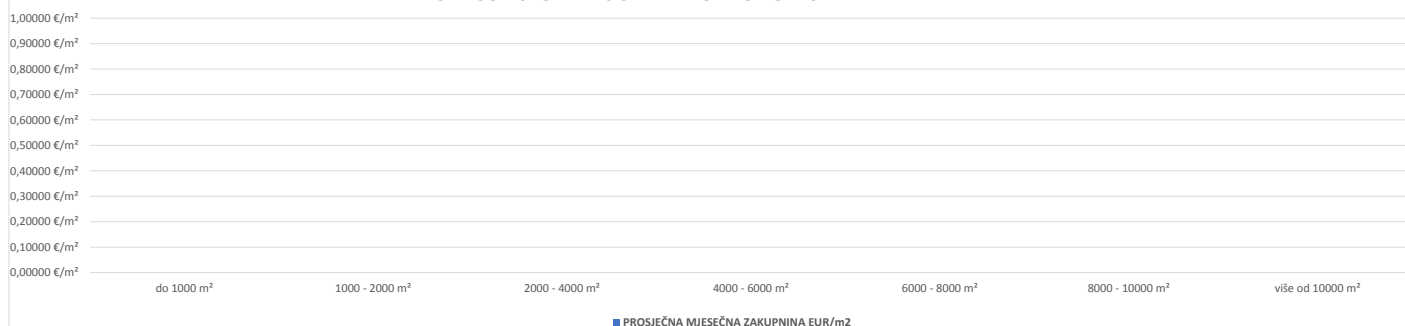 1,00000 €/m²
0,90000 €/m²
0,80000 €/m²
0,70000 €/m²
0,60000 €/m²
0,50000 €/m²
0,40000 €/m²
0,30000 €/m²
0,20000 €/m²
0,10000 €/m²
0,00000 €/m²
do 1000 m² 1000 - 2000 m² 2000 - 4000 m² 4000 - 6000 m² 6000 - 8000 m² 8000 - 10000 m² više od 10000 m²
PROSJEČNA MJESEČNA ZAKUPNINA EUR/m2